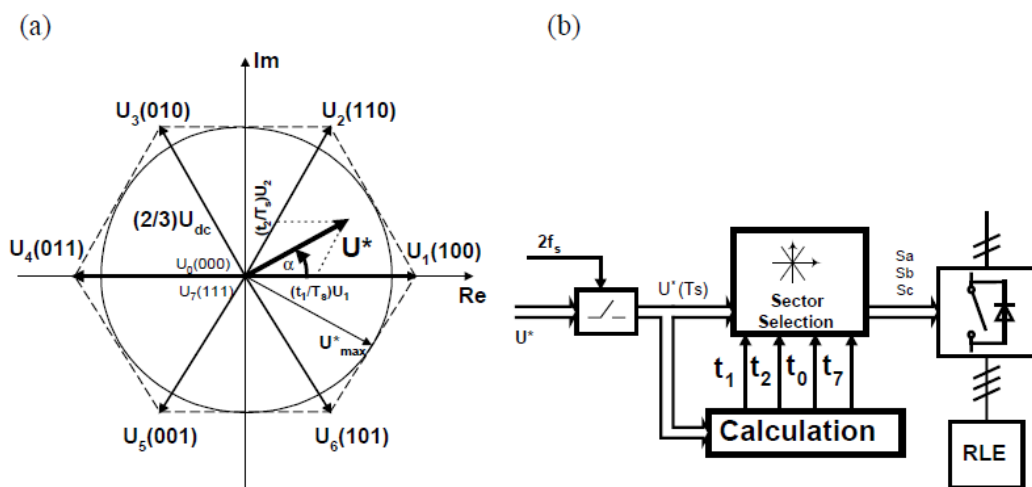 (a)
(b)
Im
U3(010)
U2(110)
(t2/Ts)U2
(2/3)Udc
U*
U4(011)
U0(000)
α
U1(100)
U7(111)
(t1/Ts)U1
Re
U*max
U5(001)
U6(101)
2fs
U*
U*(Ts)
Sector
Selection
Sa
Sb
Sc
t1 t2 t0 t7
Calculation
RLE